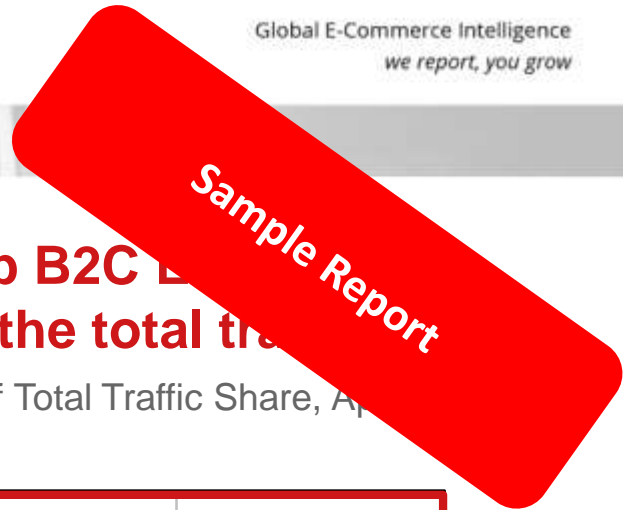 Global E-Commerce Intelligence
we report, you grow
Sample Report
B2C
the total
Total Traffic Share,